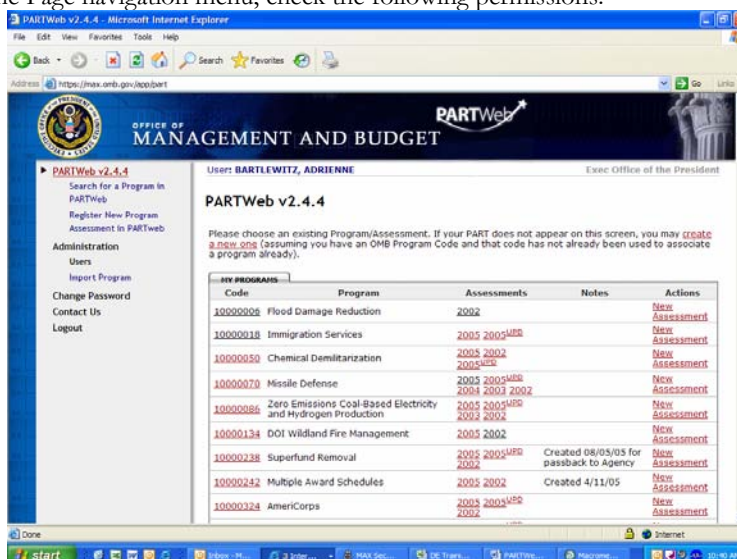 he Page navigation menu, check the following permissions.
PARTWeb v2.4.4 - Microsoft Internet Explorer
File Edit View Favorites Tools Help
Back Search Favorites
Address https://max.omb.gov/app/part Go Links
OFFICE OF
MANAGEMENT AND BUDGET
PARTWeb
PARTWeb v2.4.4
Search for a Program in
PARTWeb
Register New Program
Assessment in PARTweb
Administration
Users
Import Program
Change Password
Contact Us
Logout
User: BARTLEWITZ, ADRIENNE Exec Office of the President
PARTWeb v2.4.4
Please choose an existing Program/Assessment. If your PART does not appear on this screen, you may create
a new one (assuming you have an OMB Program Code and that code has not already been used to associate
a program already).
MY PROGRAMS
Code Program Assessments Notes Actions
10000006 Flood Damage Reduction 2002 New
Assessment
10000018 Immigration Services 2005 2005UPD New
Assessment
10000050 Chemical Demilitarization 2005 2002
2005UPD New
Assessment
10000070 Missile Defense 2005 2005UPD
2004 2003 2002 New
Assessment
10000086 Zero Emissions Coal-Based Electricity
and Hydrogen Production 2005 2005UPD
2003 2002 New
Assessment
10000134 DOI Wildland Fire Management 2005 2002 New
Assessment
10000238 Superfund Removal 2005 2005UPD
2002 Created 08/05/05 for
passback to Agency New
Assessment
10000242 Multiple Award Schedules 2005 2002 Created 4/11/05 New
Assessment
10000324 AmeriCorps 2005 2005UPD
2002 New
Assessment
Done Internet
start Inbox - M... 3 Inter... MAX Sec... DE Tran... PARTWe... Macrome... 10:40 AM